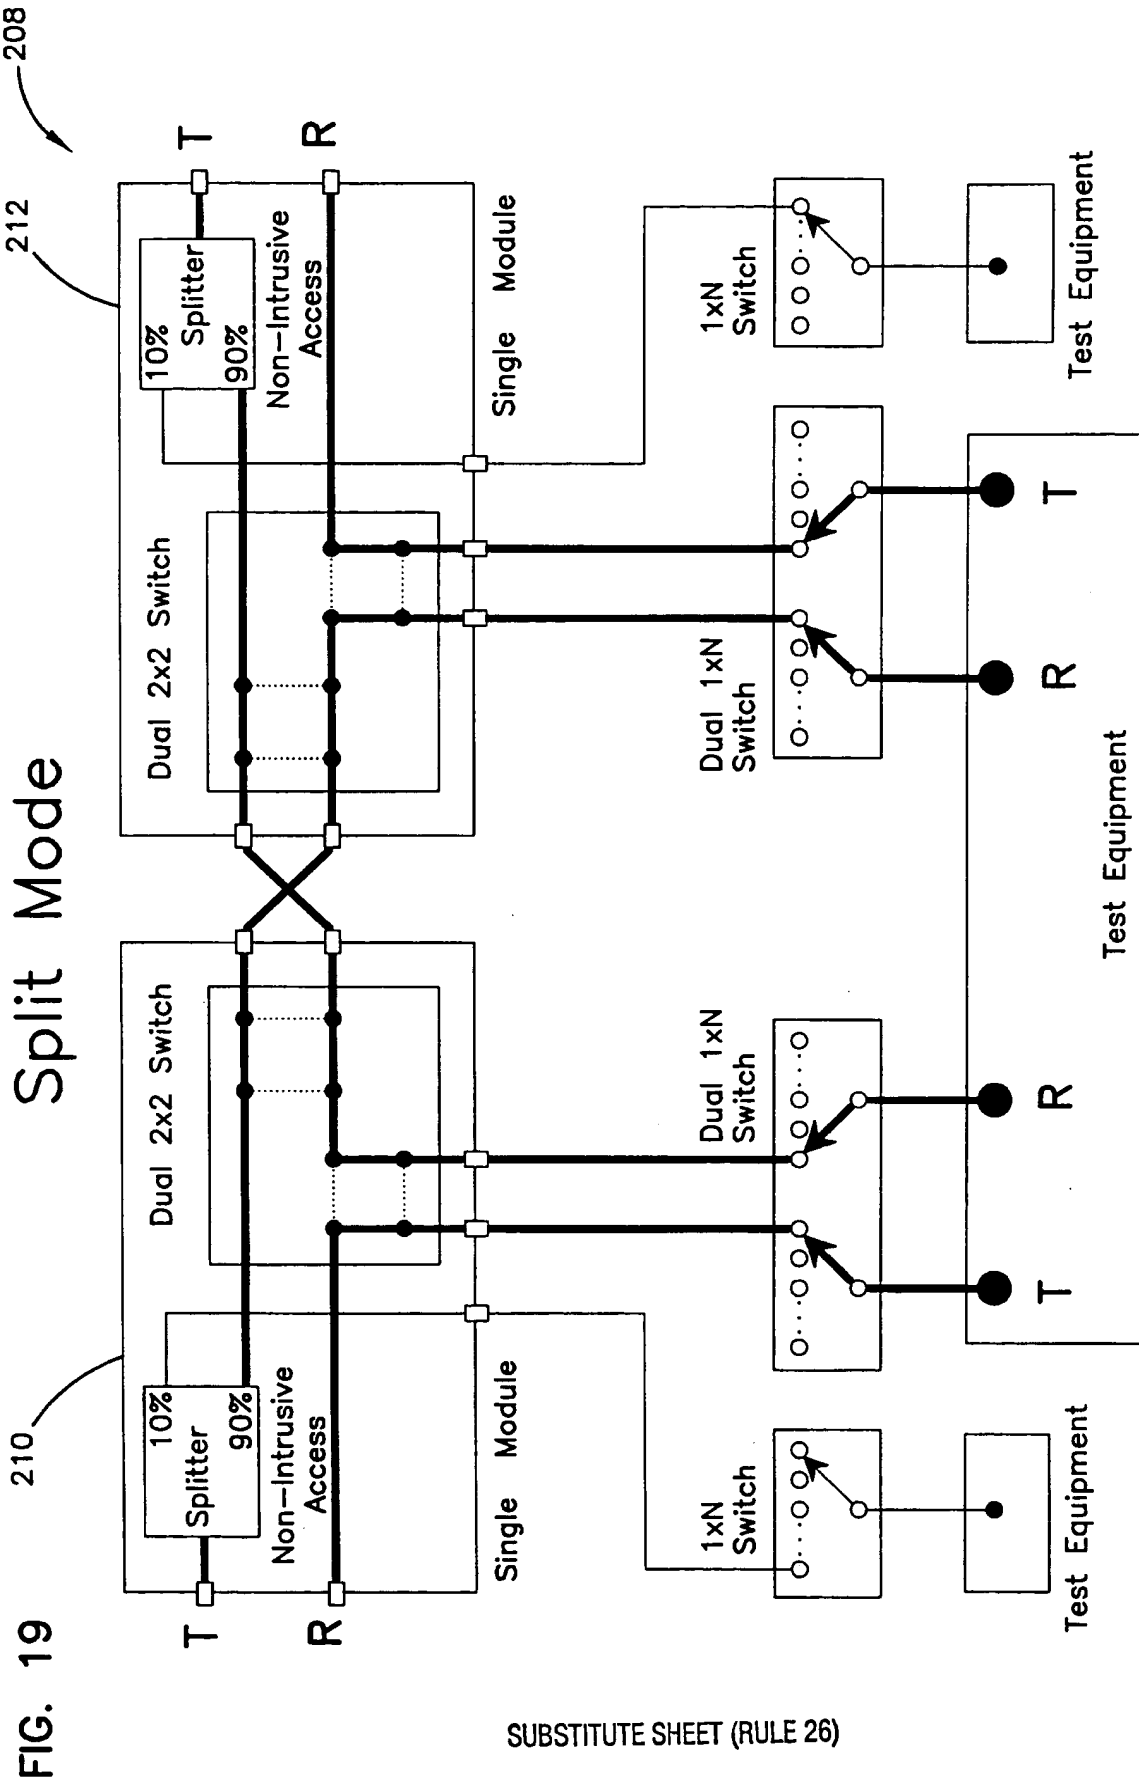 FIG. 19
Split Mode
208
210
212
T
Splitter
10%
90%
Non-Intrusive
Access
R
Dual 2x2 Switch
Single Module
Dual 2x2 Switch
10%
Splitter
90%
Non-Intrusive
Access
T
R
Single Module
1xN
Switch
Dual 1xN
Switch
Dual 1xN
Switch
1xN
Switch
Test Equipment
T
R
Test Equipment
R
T
Test Equipment
SUBSTITUTE SHEET (RULE 26)